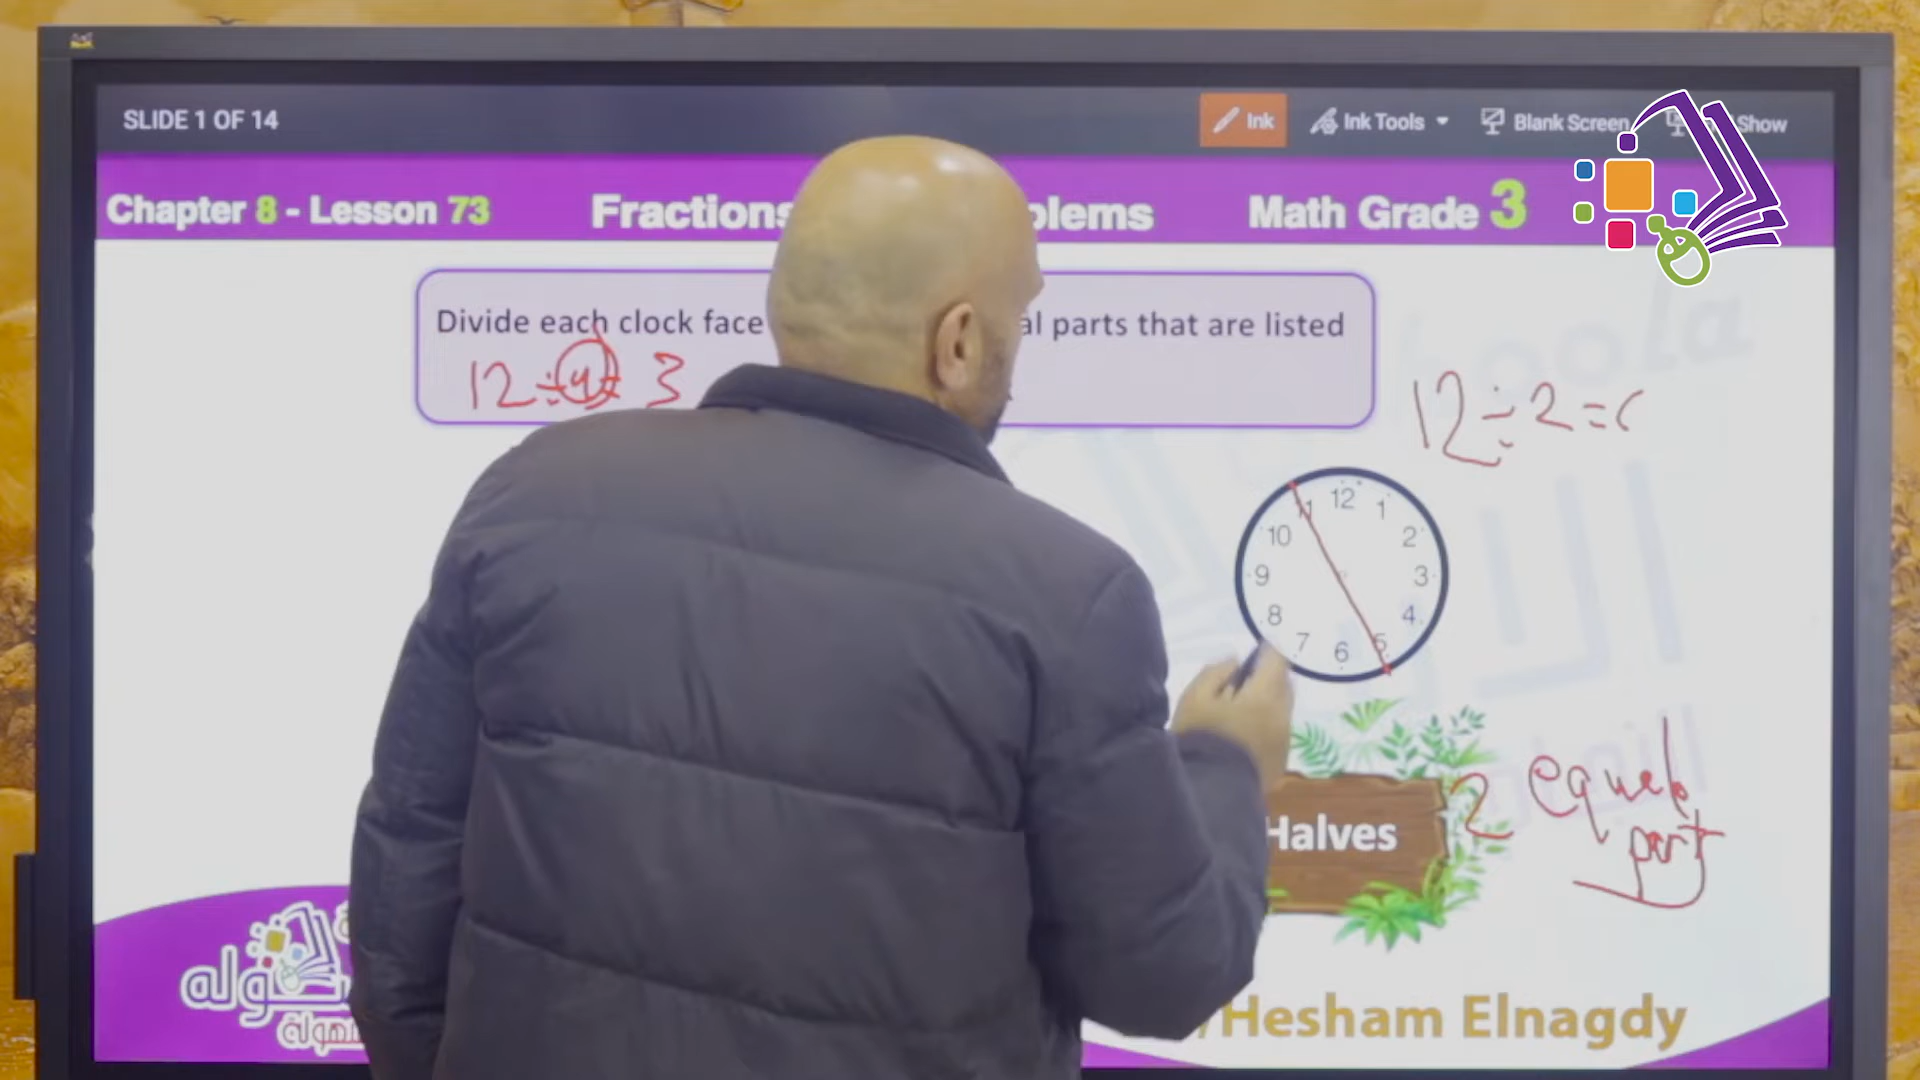 SLIDE 1 OF 14
Ink
Ink Tools
Blank Screen
Show
Chapter 8 - Lesson 73
Fractions
blems
Math Grade 3
Divide each clock face
al parts that are listed
12 ÷ 4 = 3
12 ÷ 2 =
12
11
1
10
2
9
3
8
4
7
6
5
Halves
2 equal
part
وله
Hesham Elnagdy